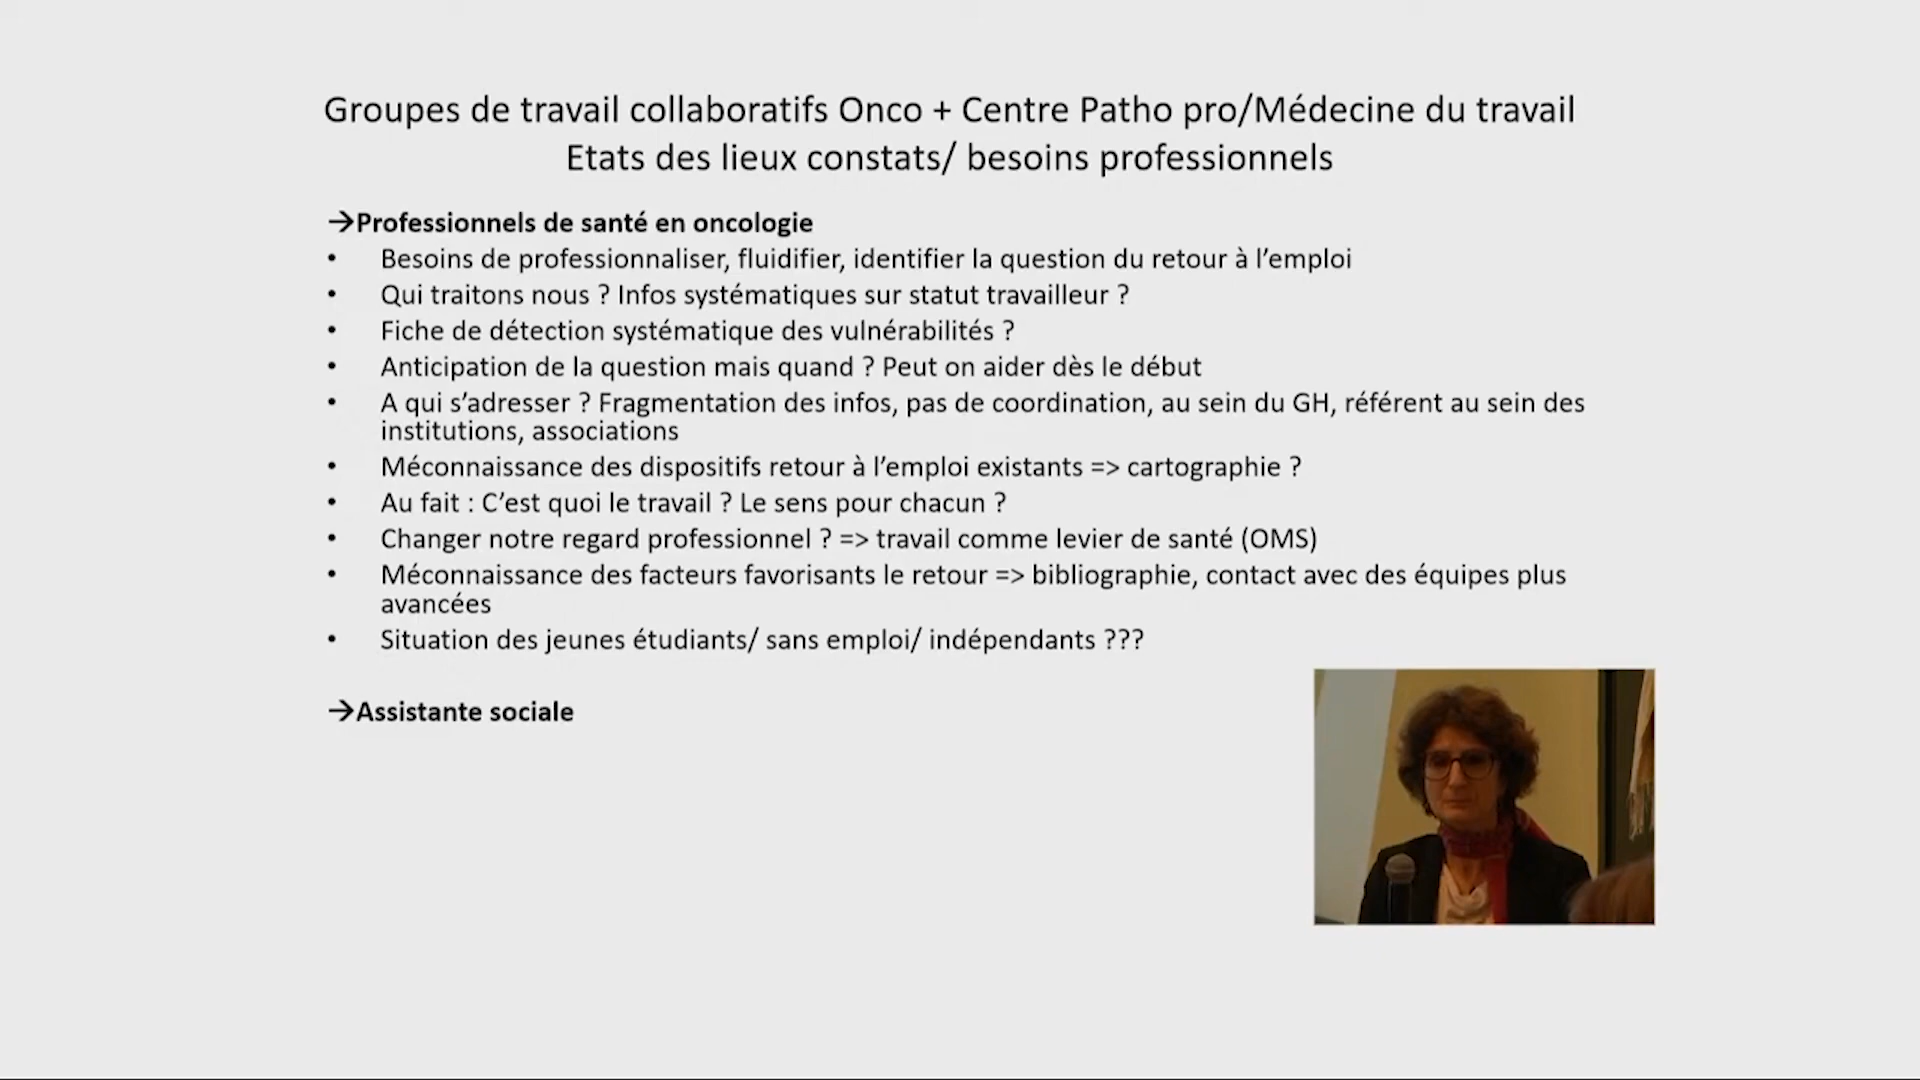 Groupes de travail collaboratifs Onco + Centre Patho pro/Médecine du travail
Etats des lieux constats/ besoins professionnels
→Professionnels de santé en oncologie
• Besoins de professionnaliser, fluidifier, identifier la question du retour à l’emploi
• Qui traitons nous ? Infos systématiques sur statut travailleur ?
• Fiche de détection systématique des vulnérabilités ?
• Anticipation de la question mais quand ? Peut on aider dès le début
• A qui s’adresser ? Fragmentation des infos, pas de coordination, au sein du GH, référent au sein des
institutions, associations
• Méconnaissance des dispositifs retour à l’emploi existants => cartographie ?
• Au fait : C’est quoi le travail ? Le sens pour chacun ?
• Changer notre regard professionnel ? => travail comme levier de santé (OMS)
• Méconnaissance des facteurs favorisants le retour => bibliographie, contact avec des équipes plus
avancées
• Situation des jeunes étudiants/ sans emploi/ indépendants ???
→Assistante sociale